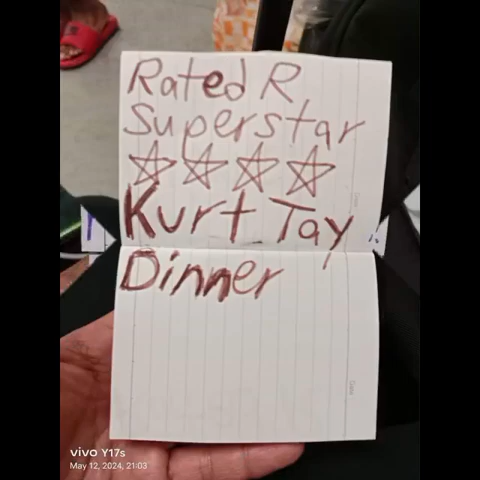 Rated R
Superstar
☆☆☆☆
Kurt Tay
Dinner
vivo Y17s
May 12, 2024, 21:03